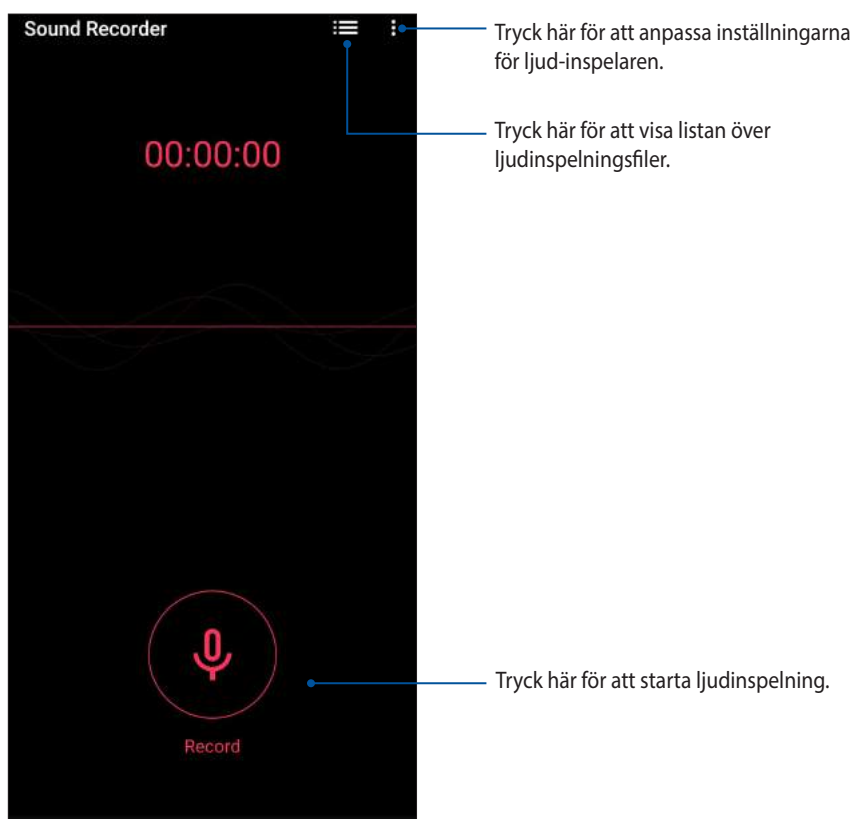 Sound Recorder
Tryck här för att anpassa inställningarna
för ljud-inspelaren.
Tryck här för att visa listan över
ljudinspelningsfiler.
00:00:00
Tryck här för att starta ljudinspelning.
Record